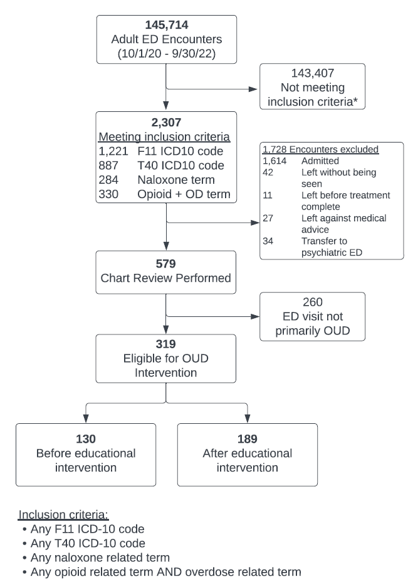 145,714
Adult ED Encounters
(10/1/20 - 9/30/22)
143,407
Not meeting
inclusion criteria*
2,307
Meeting inclusion criteria
1,221 F11 ICD10 code
887 T40 ICD10 code
284 Naloxone term
330 Opioid + OD term
1,728 Encounters excluded
1,614 Admitted
42 Left without being
seen
11 Left before treatment
complete
27 Left against medical
advice
34 Transfer to
psychiatric ED
579
Chart Review Performed
260
ED visit not
primarily OUD
319
Eligible for OUD
Intervention
130
Before educational
intervention
189
After educational
intervention
Inclusion criteria:
• Any F11 ICD-10 code
• Any T40 ICD-10 code
• Any naloxone related term
• Any opioid related term AND overdose related term